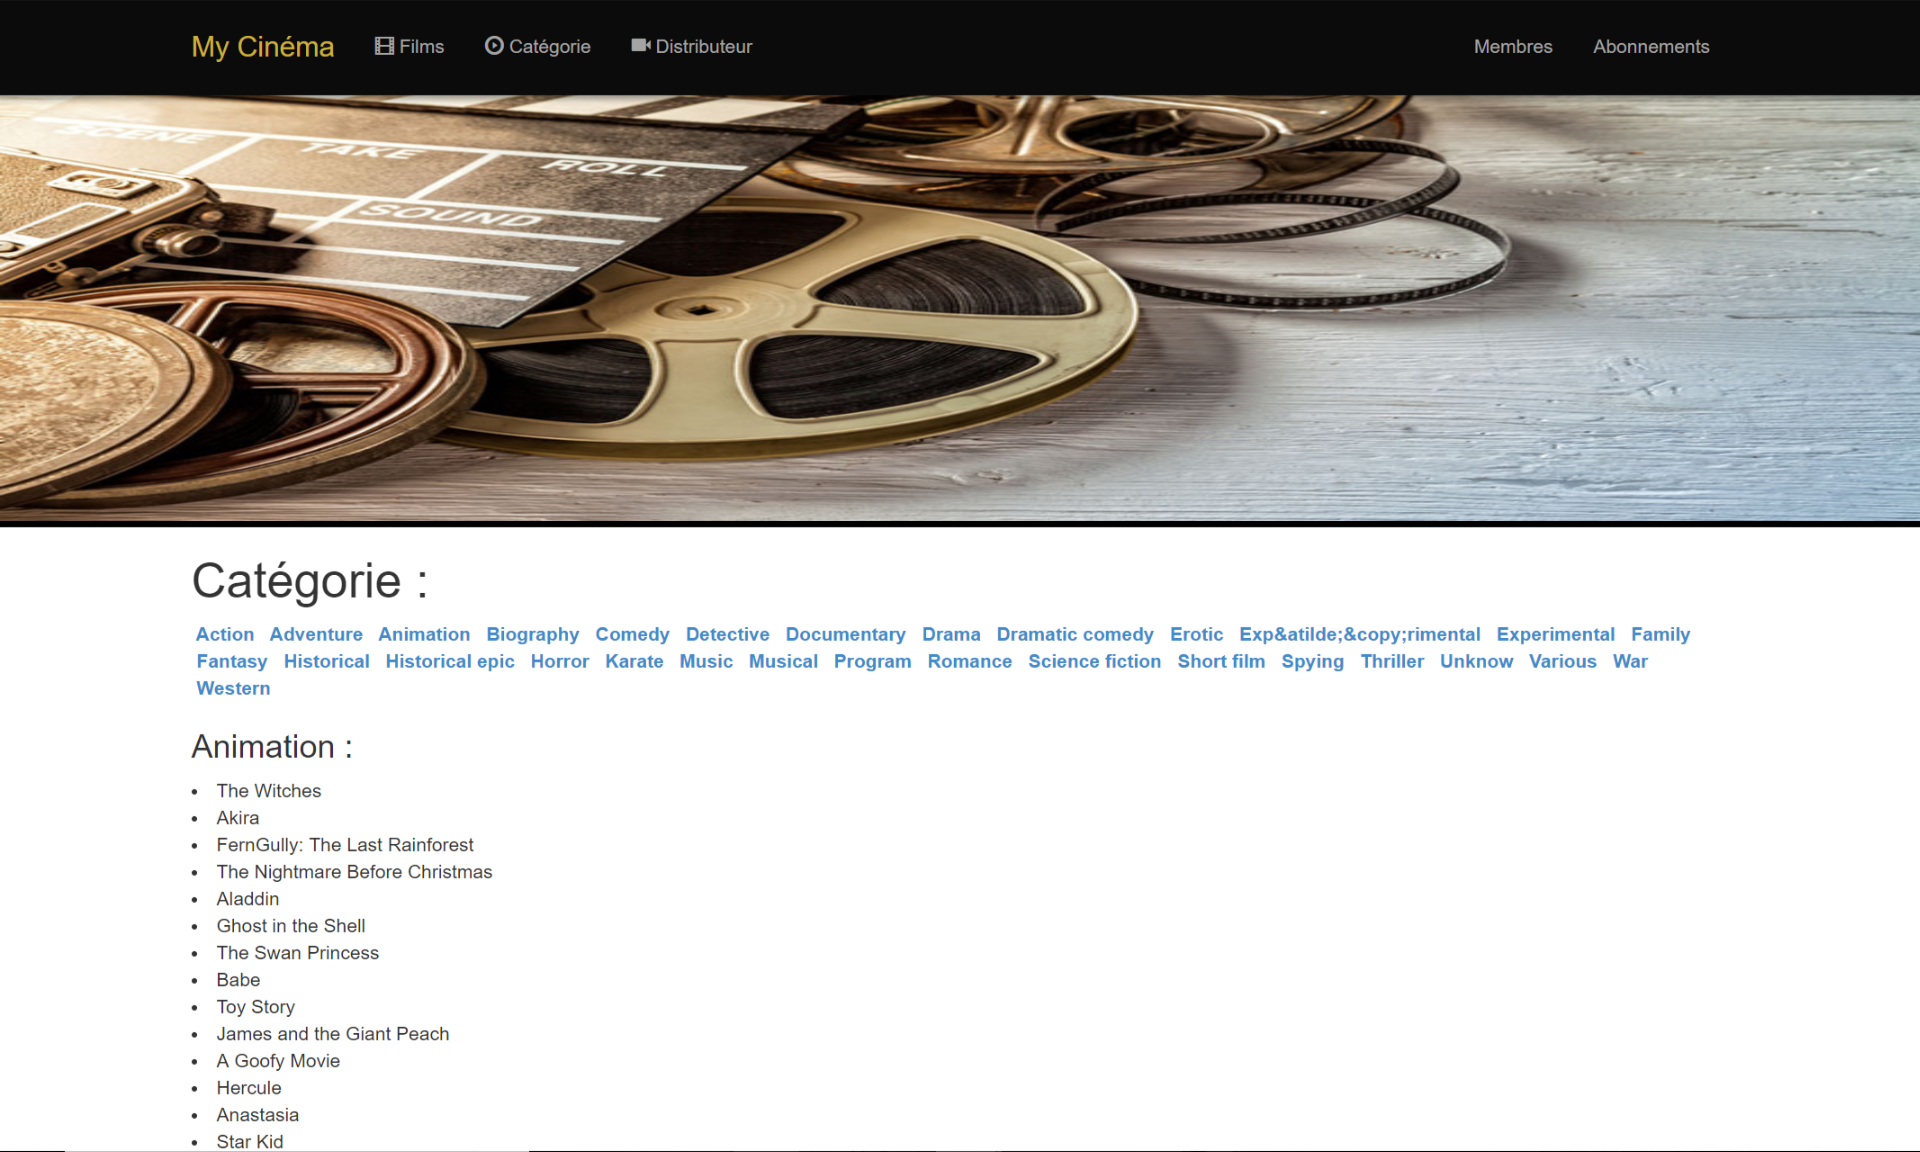 My Cinéma Films Catégorie Distributeur Membres Abonnements
SCENE TAKE ROLL
SOUND
Catégorie :
Action Adventure Animation Biography Comedy Detective Documentary Drama Dramatic comedy Erotic Exp&atilde;&copy;rimental Experimental Family
Fantasy Historical Historical epic Horror Karate Music Musical Program Romance Science fiction Short film Spying Thriller Unknow Various War
Western
Animation :
• The Witches
• Akira
• FernGully: The Last Rainforest
• The Nightmare Before Christmas
• Aladdin
• Ghost in the Shell
• The Swan Princess
• Babe
• Toy Story
• James and the Giant Peach
• A Goofy Movie
• Hercule
• Anastasia
• Star Kid